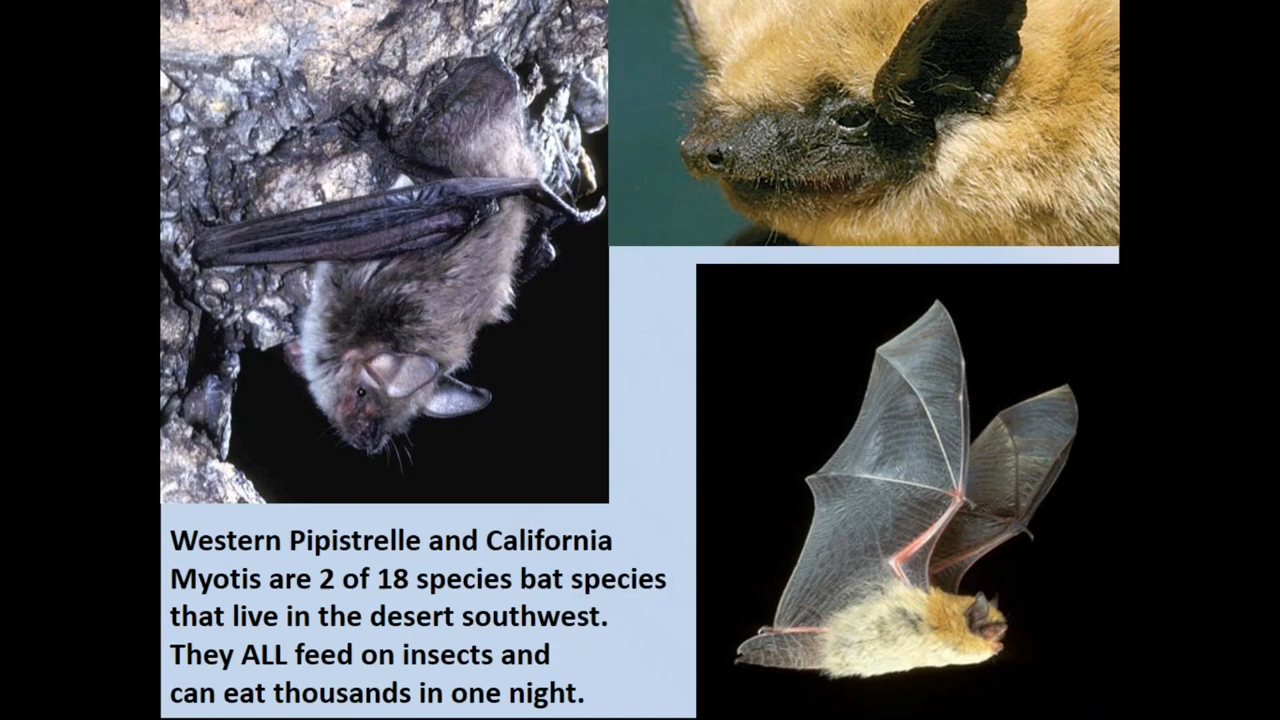 Western Pipistrelle and California
Myotis are 2 of 18 species bat species
that live in the desert southwest.
They ALL feed on insects and
can eat thousands in one night.